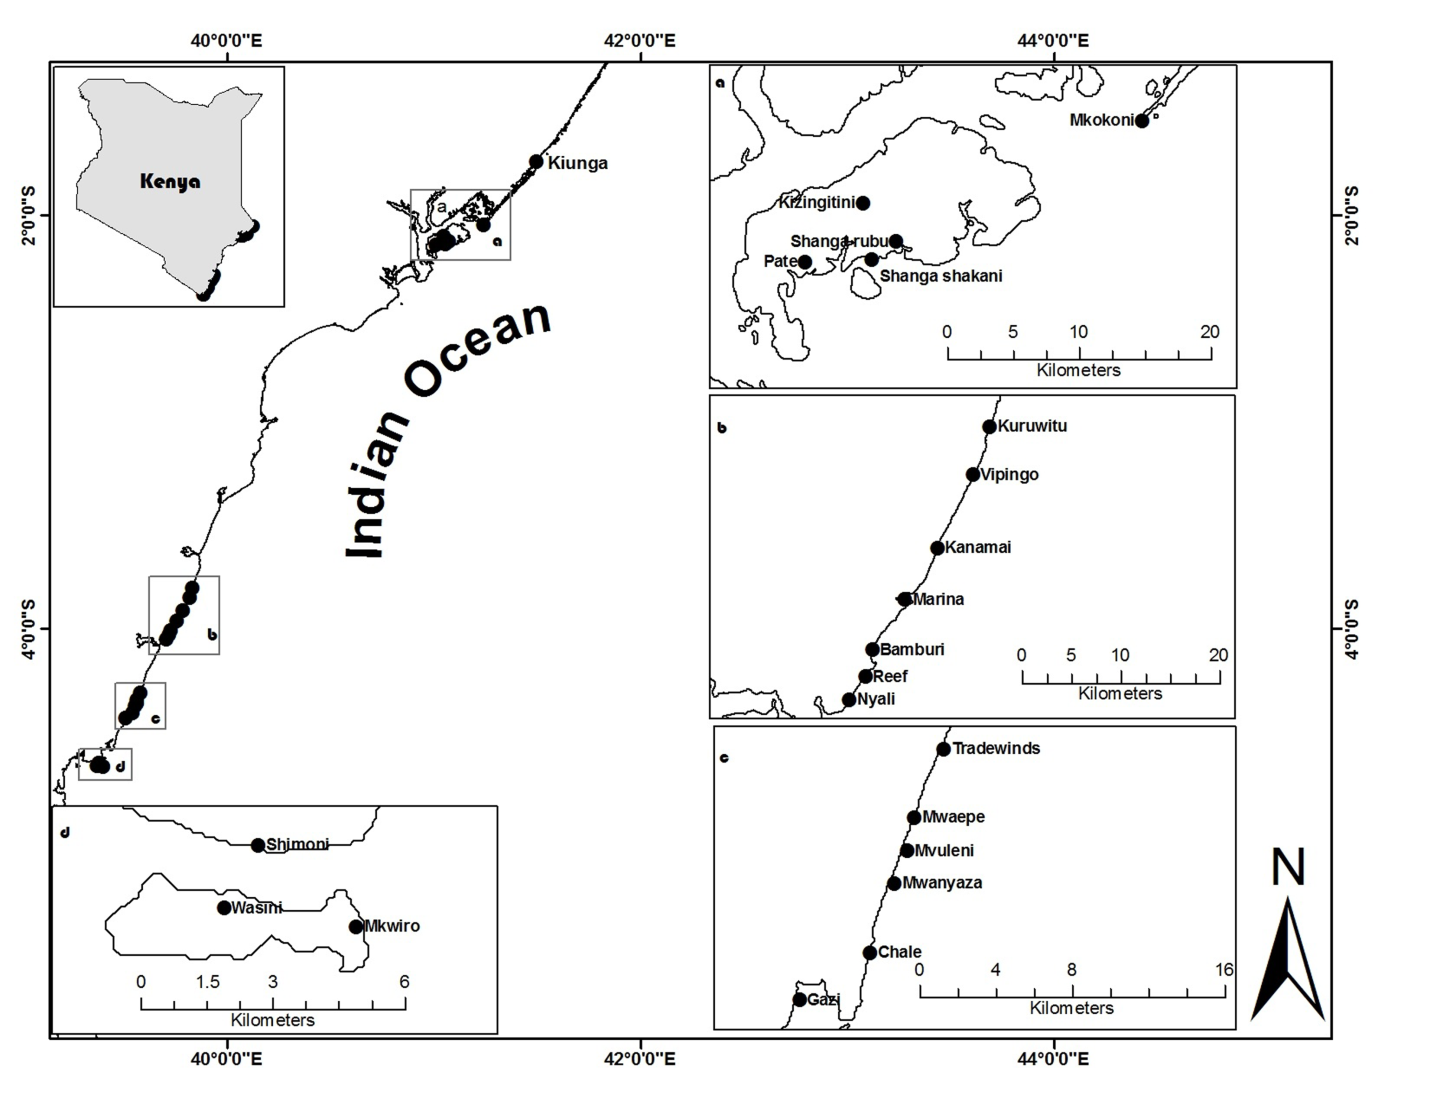 40°0'0"E
42°0'0"E
44°0'0"E
2°0'0"S
4°0'0"S
Kenya
Kiunga
a
a
Indian Ocean
b
c
d
a
Mkokoni
Kizingitini
Shanga rubu
Pate
Shanga shakani
0 5 10 20
Kilometers
b
Kuruwitu
Vipingo
Kanamai
Marina
Bamburi
Reef
Nyali
0 5 10 20
Kilometers
c
Tradewinds
Mwaepe
Mvuleni
Mwanyaza
Chale
Gazi
0 4 8 16
Kilometers
d
Shimoni
Wasini
Mkwiro
0 1.5 3 6
Kilometers
N
2°0'0"S
4°0'0"S
40°0'0"E
42°0'0"E
44°0'0"E